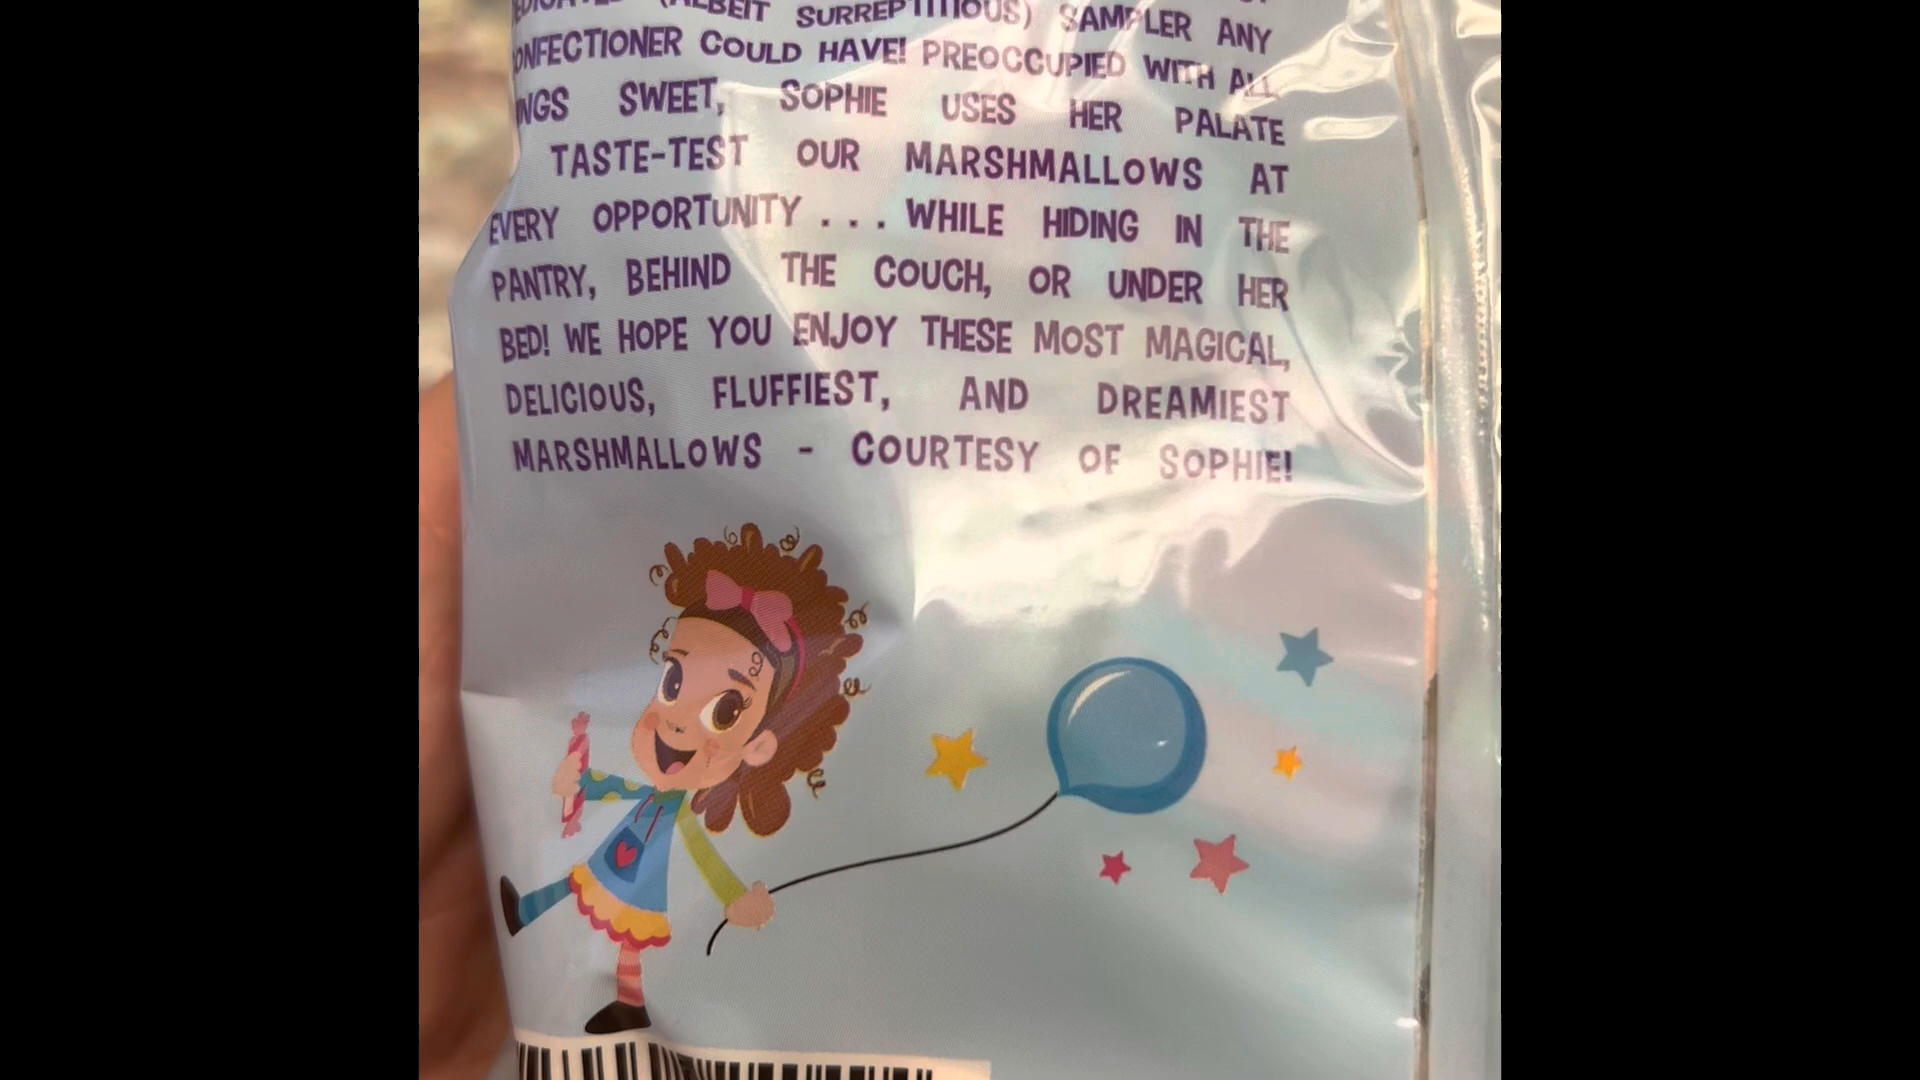 (ALBEIT SURREPTITIOUS) SAMPLER ANY
CONFECTIONER COULD HAVE! PREOCCUPIED WITH ALL
SWEET, SOPHIE USES HER PALATE
TASTE-TEST OUR MARSHMALLOWS AT
EVERY OPPORTUNITY . . . WHILE HIDING IN THE
PANTRY, BEHIND THE COUCH, OR UNDER HER
BED! WE HOPE YOU ENJOY THESE MOST MAGICAL,
DELICIOUS, FLUFFIEST, AND DREAMIEST
MARSHMALLOWS - COURTESY OF SOPHIE!